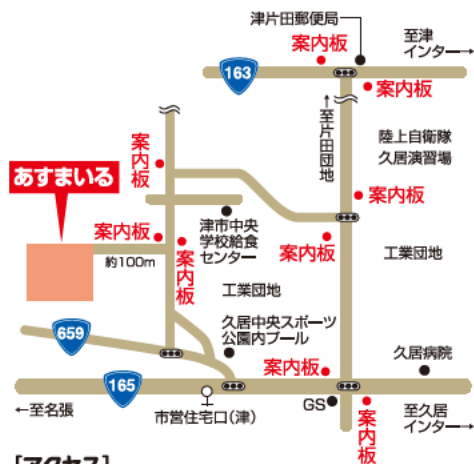 津片田郵便局
案内板
至津
インター→
163
案内板
←至片田団地
陸上自衛隊
久居演習場
案内板
あすまいる
案内板
津市中央
学校給食
センター
案内板
案内板
約100m
案内板
工業団地
工業団地
659
久居中央スポーツ
公園内プール
案内板
久居病院
165
←至名張
市営住宅口(津)
GS
案内板
至久居
インター→
[アクセス]